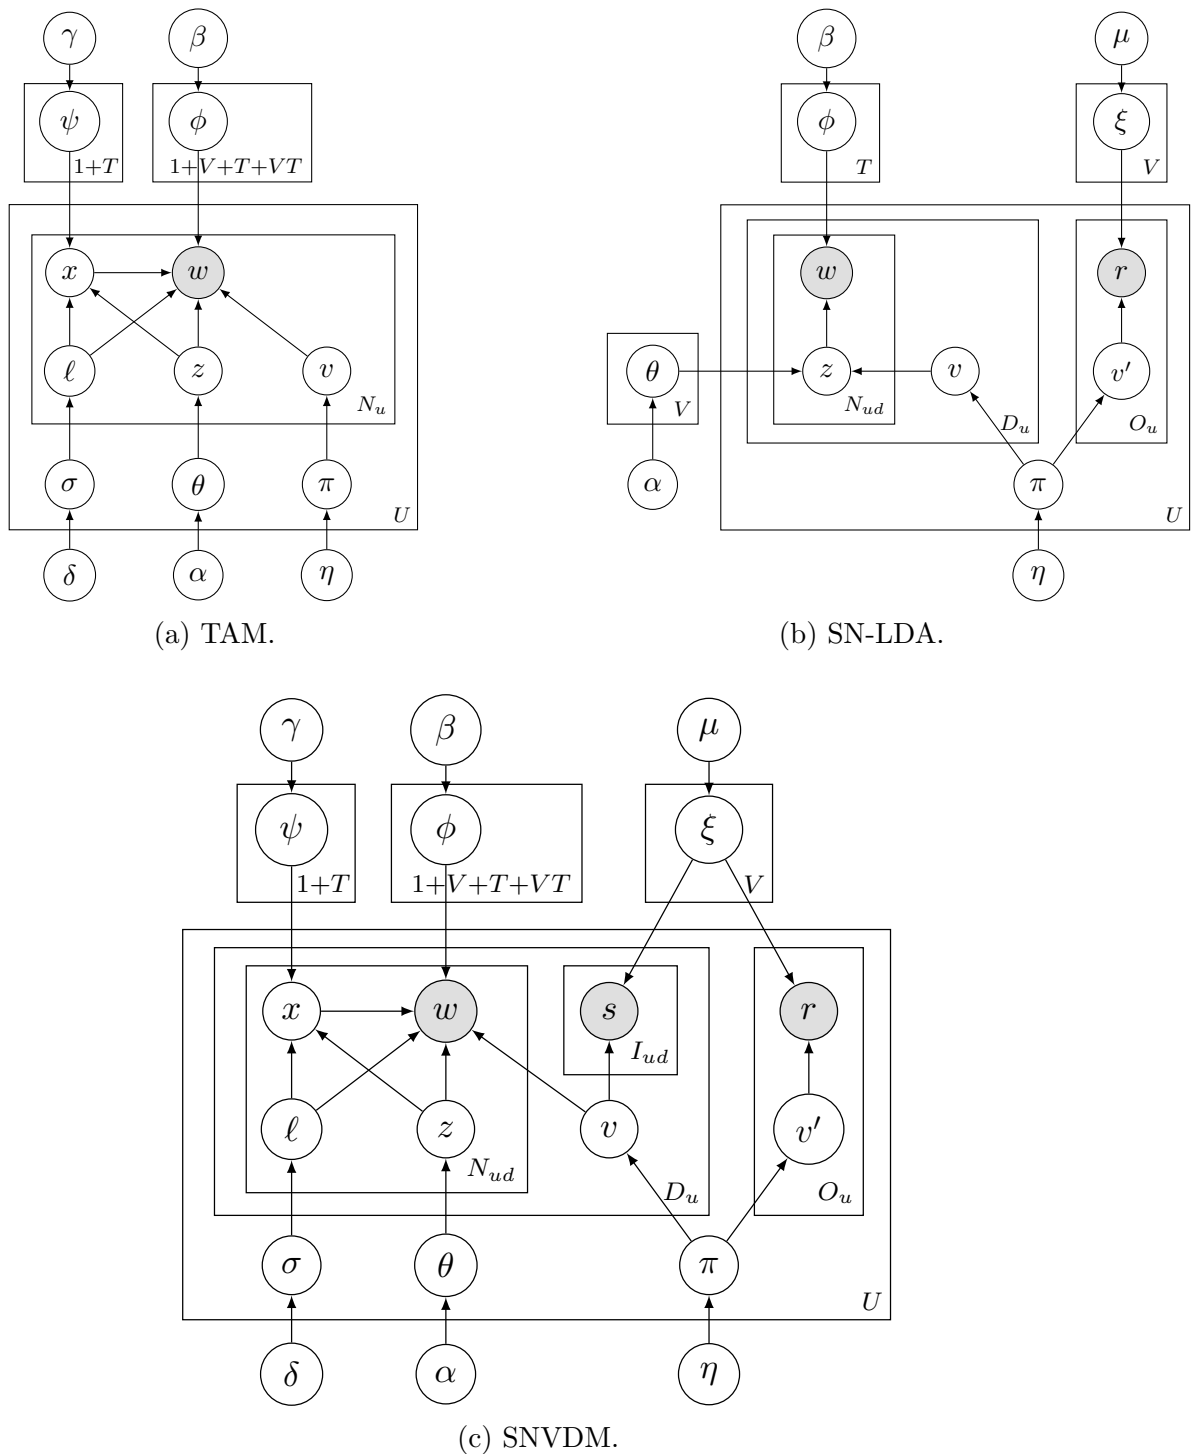 γ β
ψ ϕ
1+T 1+V+T+VT
x w
ℓ z v
N_u
σ θ π
U
δ α η
(a) TAM.
β μ
ϕ ξ
T V
w r
θ z v v′
V N_ud D_u O_u
α π
U
η
(b) SN-LDA.
γ β μ
ψ ϕ ξ
1+T 1+V+T+VT V
x w s r
I_ud
ℓ z v v′
N_ud D_u O_u
σ θ π
U
δ α η
(c) SNVDM.